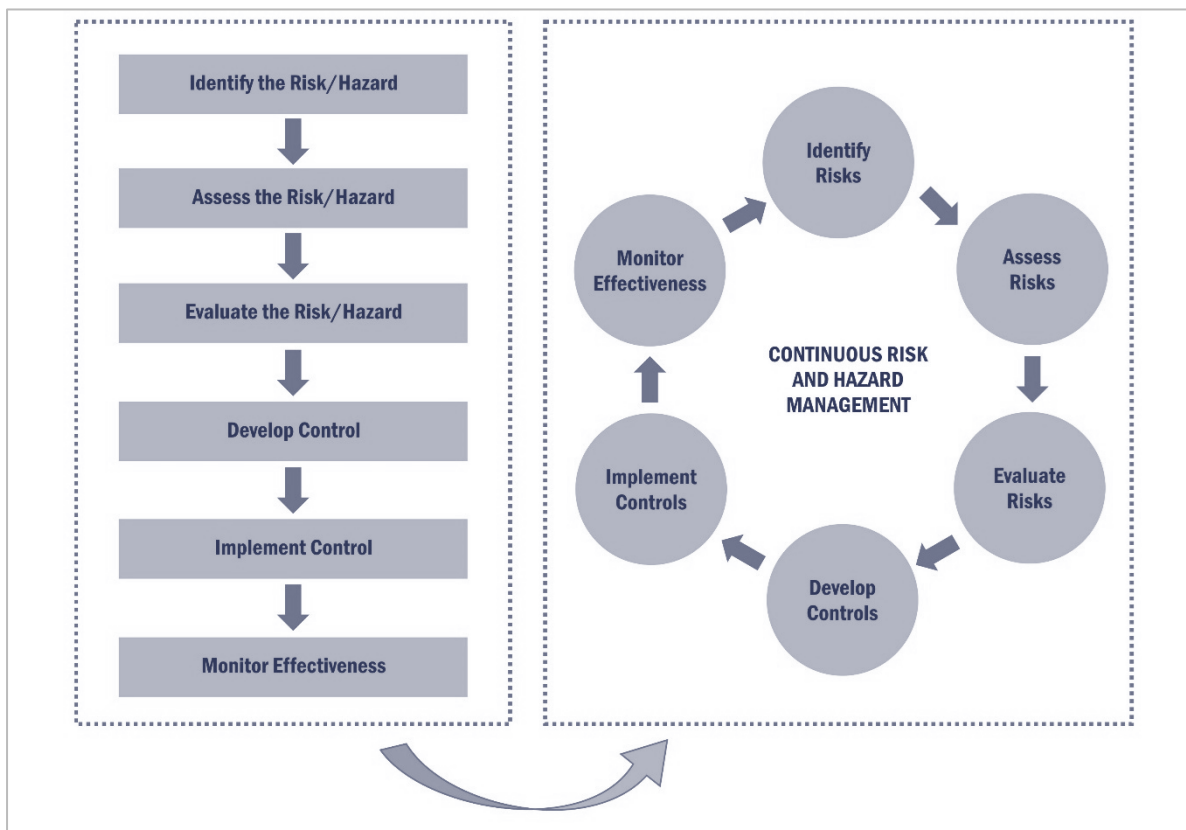 Identify the Risk/Hazard
Assess the Risk/Hazard
Evaluate the Risk/Hazard
Develop Control
Implement Control
Monitor Effectiveness
Identify
Risks
Assess
Risks
Evaluate
Risks
Develop
Controls
Implement
Controls
Monitor
Effectiveness
CONTINUOUS RISK
AND HAZARD
MANAGEMENT